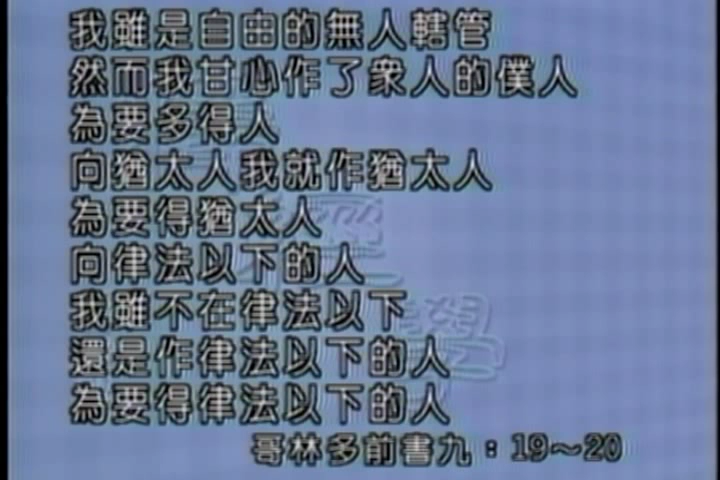 我雖是自由的無人轄管
然而我甘心作了衆人的僕人
為要多得人
向猶太人我就作猶太人
為要得猶太人
向律法以下的人
我雖不在律法以下
還是作律法以下的人
為要得律法以下的人
哥林多前書九：19～20